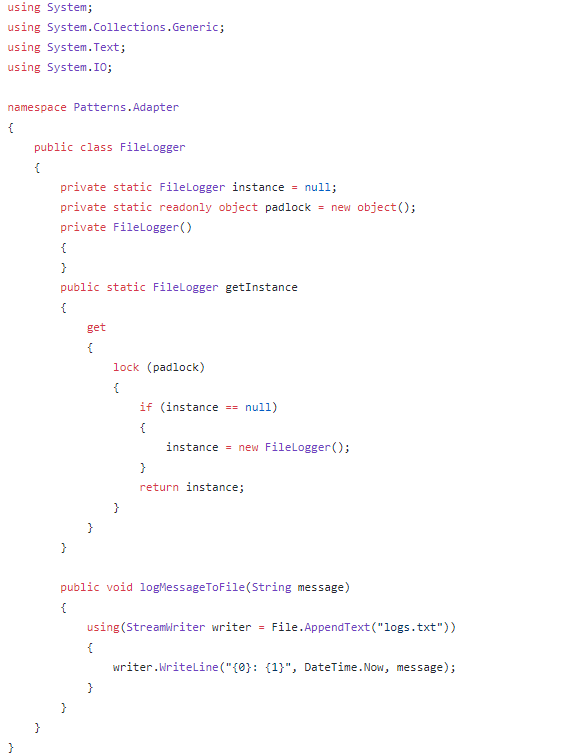 using System;
using System.Collections.Generic;
using System.Text;
using System.IO;

namespace Patterns.Adapter
{
    public class FileLogger
    {
        private static FileLogger instance = null;
        private static readonly object padlock = new object();
        private FileLogger()
        {
        }
        public static FileLogger getInstance
        {
            get
            {
                lock (padlock)
                {
                    if (instance == null)
                    {
                        instance = new FileLogger();
                    }
                    return instance;
                }
            }
        }

        public void logMessageToFile(String message)
        {
            using(StreamWriter writer = File.AppendText("logs.txt"))
            {
                writer.WriteLine("{0}: {1}", DateTime.Now, message);
            }
        }
    }
}